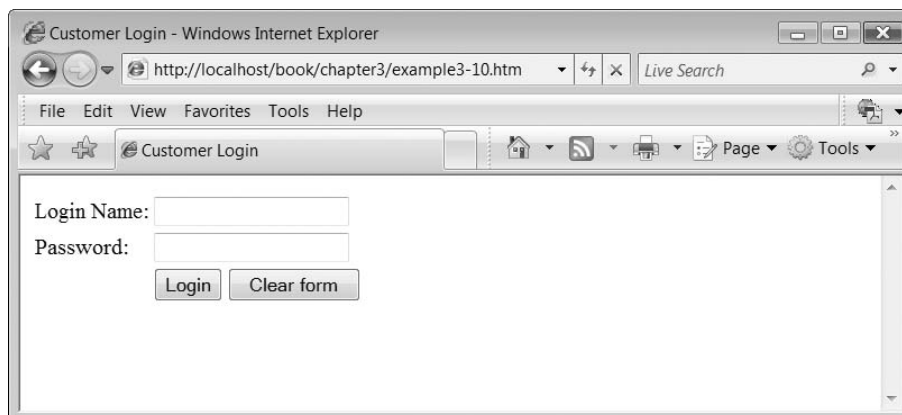 Customer Login - Windows Internet Explorer
http://localhost/book/chapter3/example3-10.htm
Live Search
File Edit View Favorites Tools Help
Customer Login
Page Tools
Login Name:
Password:
Login Clear form